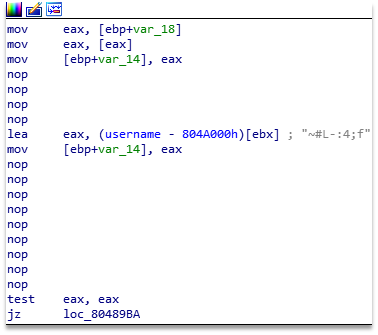 mov eax, [ebp+var_18]
mov eax, [eax]
mov [ebp+var_14], eax
nop
nop
nop
nop
lea eax, (username - 804A000h)[ebx] ; "~#L-:4;f"
mov [ebp+var_14], eax
nop
nop
nop
nop
nop
nop
nop
nop
test eax, eax
jz loc_80489BA